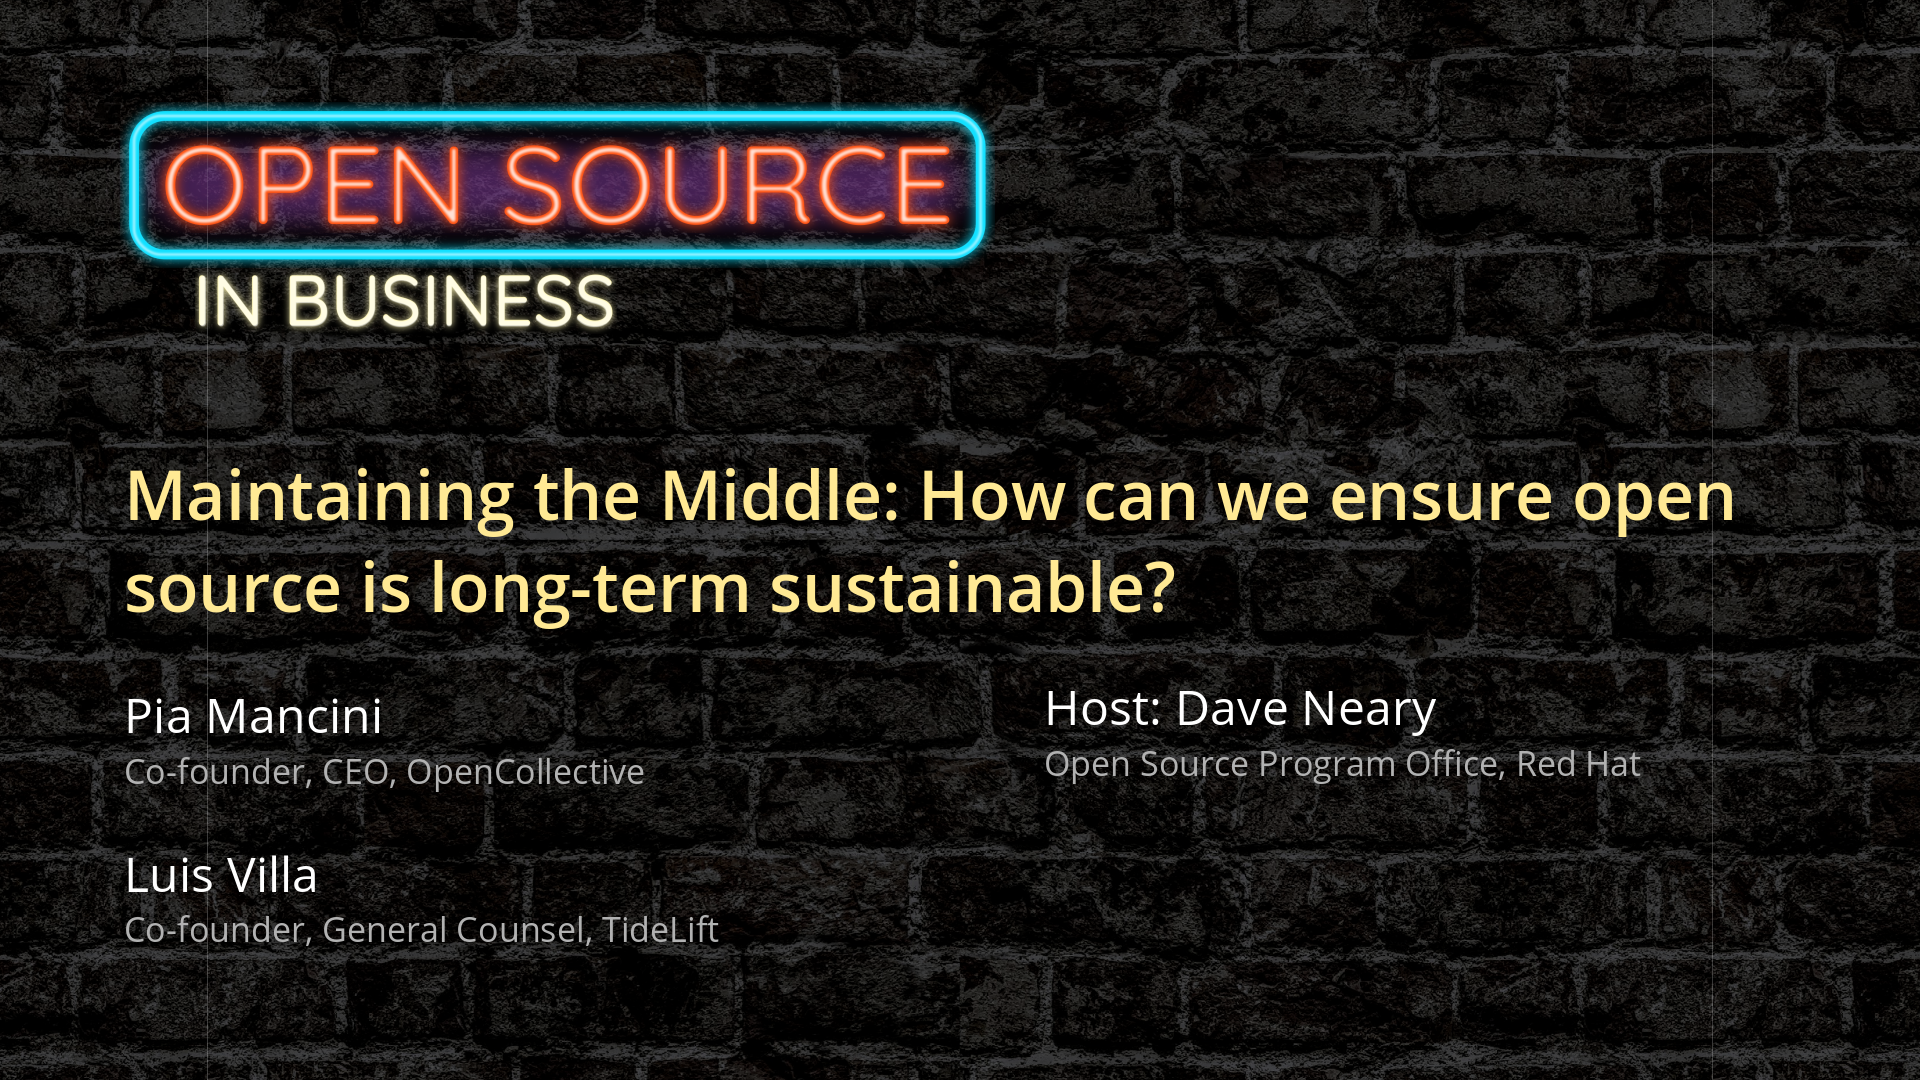 OPEN SOURCE
IN BUSINESS
Maintaining the Middle: How can we ensure open
source is long-term sustainable?
Pia Mancini
Co-founder, CEO, OpenCollective
Luis Villa
Co-founder, General Counsel, TideLift
Host: Dave Neary
Open Source Program Office, Red Hat